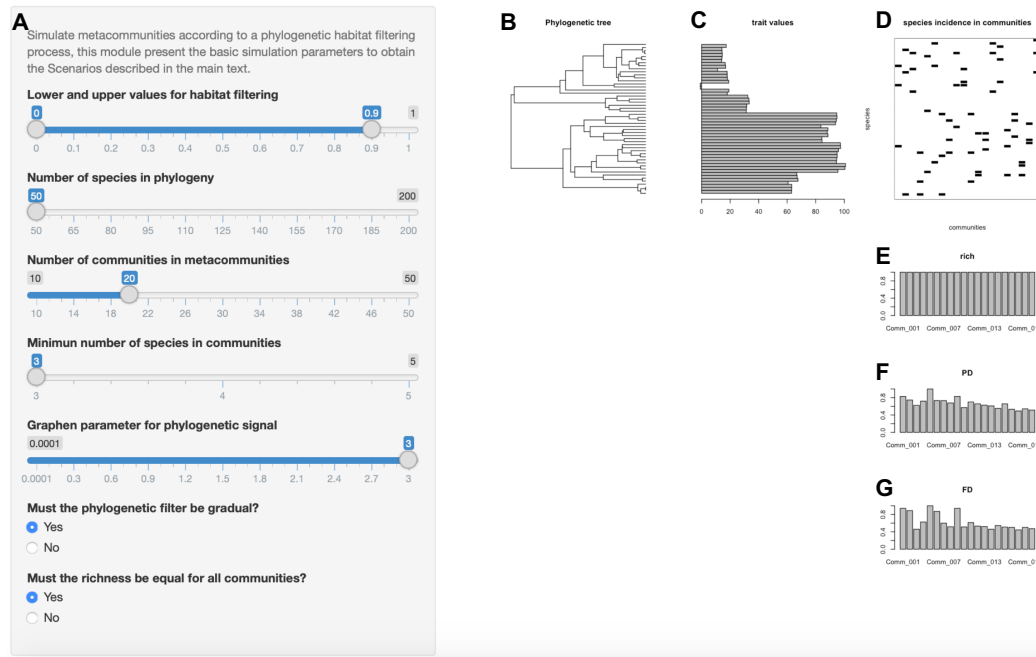 A
Simulate metacommunities according to a phylogenetic habitat filtering
process, this module present the basic simulation parameters to obtain
the Scenarios described in the main text.
Lower and upper values for habitat filtering
0 0.9 1
0 0.1 0.2 0.3 0.4 0.5 0.6 0.7 0.8 0.9 1
Number of species in phylogeny
50 200
50 65 80 95 110 125 140 155 170 185 200
Number of communities in metacommunities
10 20 50
10 14 18 22 26 30 34 38 42 46 50
Minimun number of species in communities
3 5
3 4 5
Graphen parameter for phylogenetic signal
0.0001 3
0.0001 0.3 0.6 0.9 1.2 1.5 1.8 2.1 2.4 2.7 3
Must the phylogenetic filter be gradual?
Yes
No
Must the richness be equal for all communities?
Yes
No
B
Phylogenetic tree
C
trait values
0 20 40 60 80 100
D
species incidence in communities
species
communities
E
rich
0.0 0.4 0.8
Comm_001 Comm_007 Comm_013 Comm_0
F
PD
0.0 0.4 0.8
Comm_001 Comm_007 Comm_013 Comm_0
G
FD
0.0 0.4 0.8
Comm_001 Comm_007 Comm_013 Comm_0